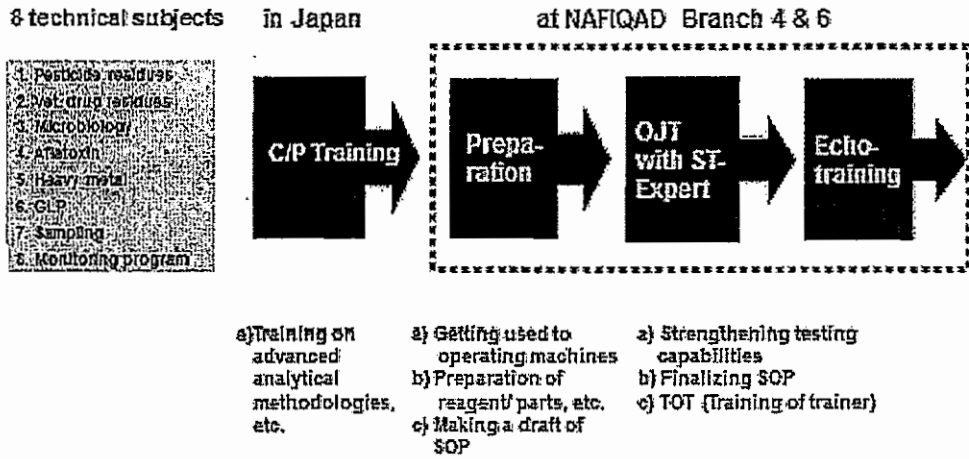 8 technical subjects
in Japan
at NAFIQAD Branch 4 & 6
1. Pesticide residues
2. Vet. drug residues
3. Microbiology
4. Aflatoxin
5. Heavy metal
6. GLP
7. Sampling
8. Monitoring program
C/P Training
Prepa-
ration
OJT
with ST-
Expert
Echo-
training
a) Training on
advanced
analytical
methodologies,
etc.
a) Getting used to
operating machines
b) Preparation of
reagent/ parts, etc.
c) Making a draft of
SOP
a) Strengthening testing
capabilities
b) Finalizing SOP
c) TOT (Training of trainer)